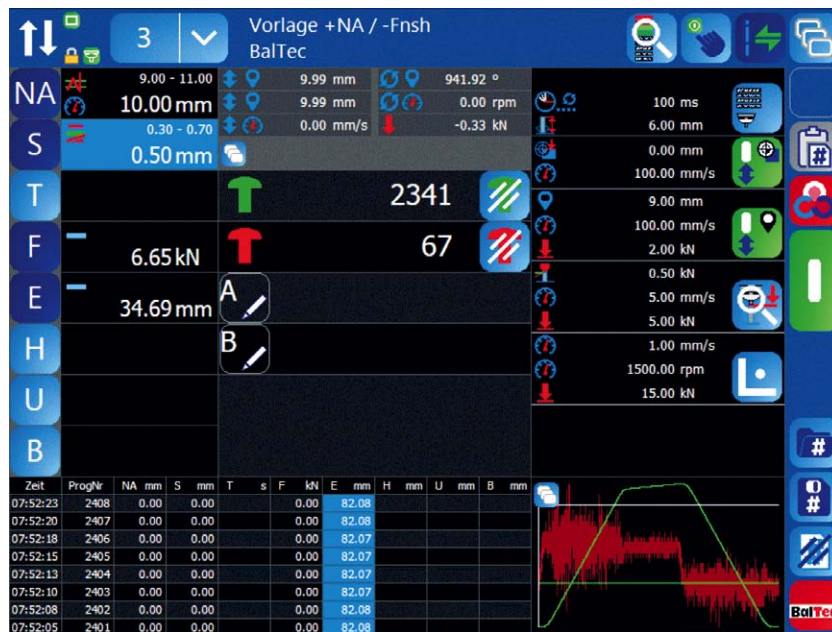 3
Vorlage +NA / -Fnsh
BalTec
NA
9.00 - 11.00
10.00 mm
S
0.30 - 0.70
0.50 mm
T
F
6.65 kN
E
34.69 mm
H
U
B
9.99 mm 941.92 º
9.99 mm 0.00 rpm
0.00 mm/s -0.33 kN
2341
67
A
B
100 ms
6.00 mm
0.00 mm
100.00 mm/s
9.00 mm
100.00 mm/s
2.00 kN
0.50 kN
5.00 mm/s
5.00 kN
1.00 mm/s
1500.00 rpm
15.00 kN
#
#
#
BalTec
Zeit ProgNr NA mm S mm T s F kN E mm H mm U mm B mm
07:52:23 2408 0.00 0.00 0.00 82.08
07:52:20 2407 0.00 0.00 0.00 82.08
07:52:18 2406 0.00 0.00 0.00 82.07
07:52:15 2405 0.00 0.00 0.00 82.07
07:52:13 2404 0.00 0.00 0.00 82.07
07:52:10 2403 0.00 0.00 0.00 82.07
07:52:08 2402 0.00 0.00 0.00 82.08
07:52:05 2401 0.00 0.00 0.00 82.08